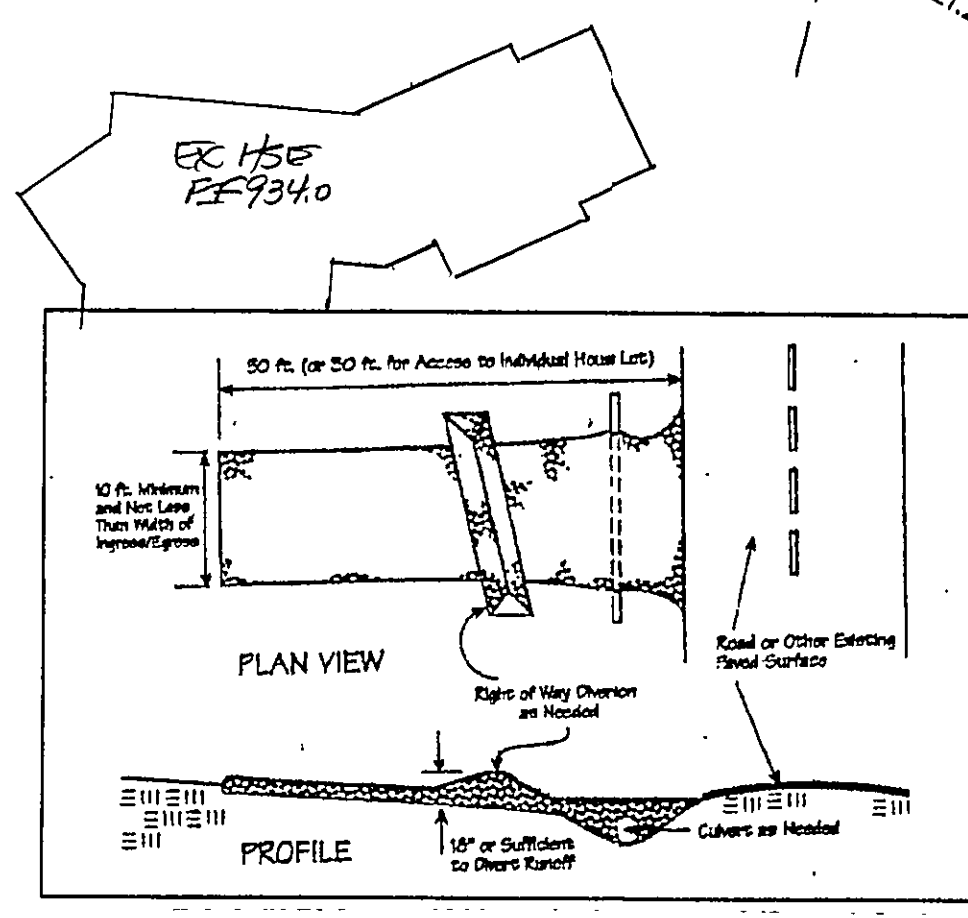 EX HSE
FF 934.0
50 ft. (or 30 ft. for Access to Individual House Lot)
10 ft. Minimum
and Not Less
Than Width of
Ingress/Egress
PLAN VIEW
Road or Other Existing
Paved Surface
Right of Way Diversion
as Needed
18" or Sufficient
to Divert Runoff
Culvert as Needed
PROFILE